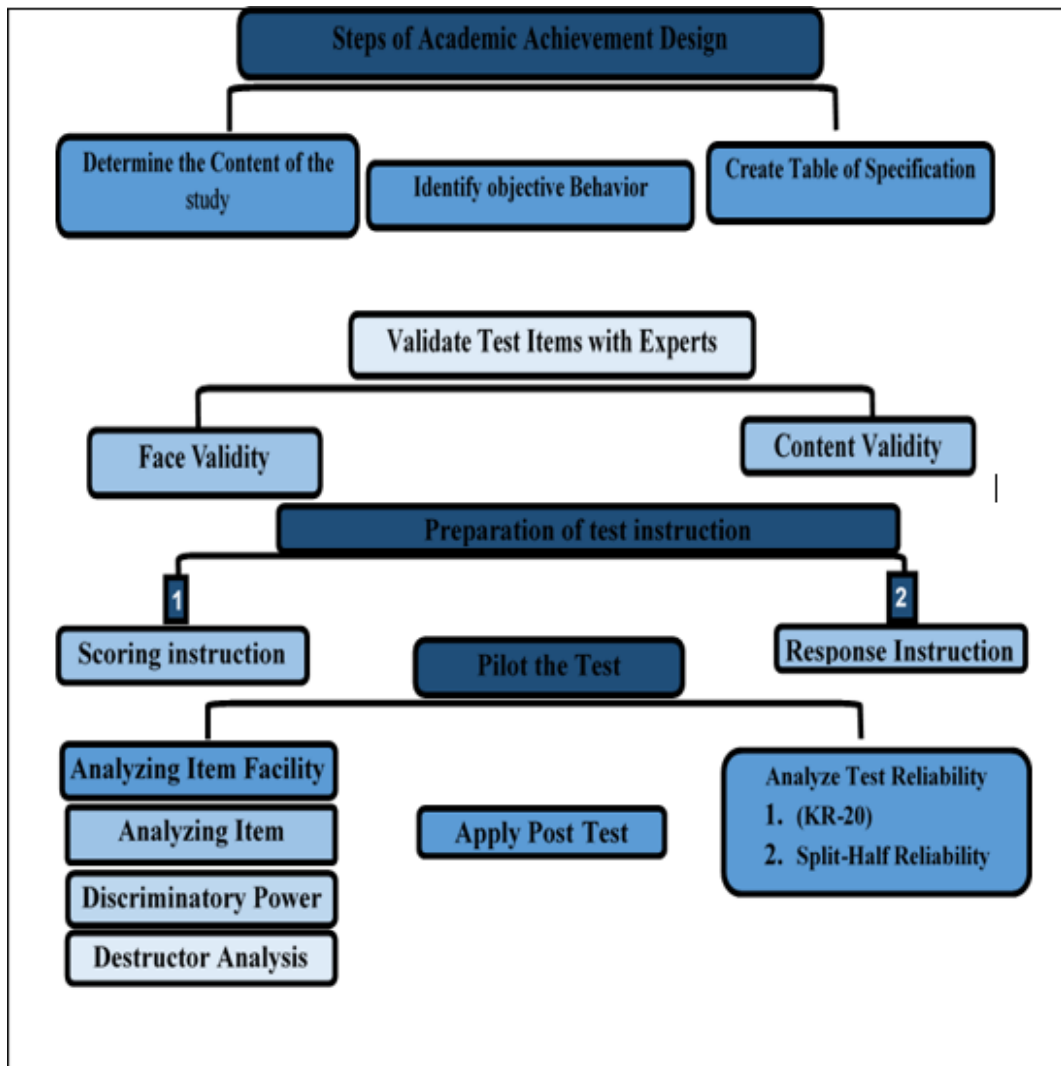 Steps of Academic Achievement Design
Determine the Content of the
study
Identify objective Behavior
Create Table of Specification
Validate Test Items with Experts
Face Validity
Content Validity
Preparation of test instruction
1
2
Scoring instruction
Response Instruction
Pilot the Test
Analyzing Item Facility
Analyzing Item
Discriminatory Power
Destructor Analysis
Apply Post Test
Analyze Test Reliability
1. (KR-20)
2. Split-Half Reliability